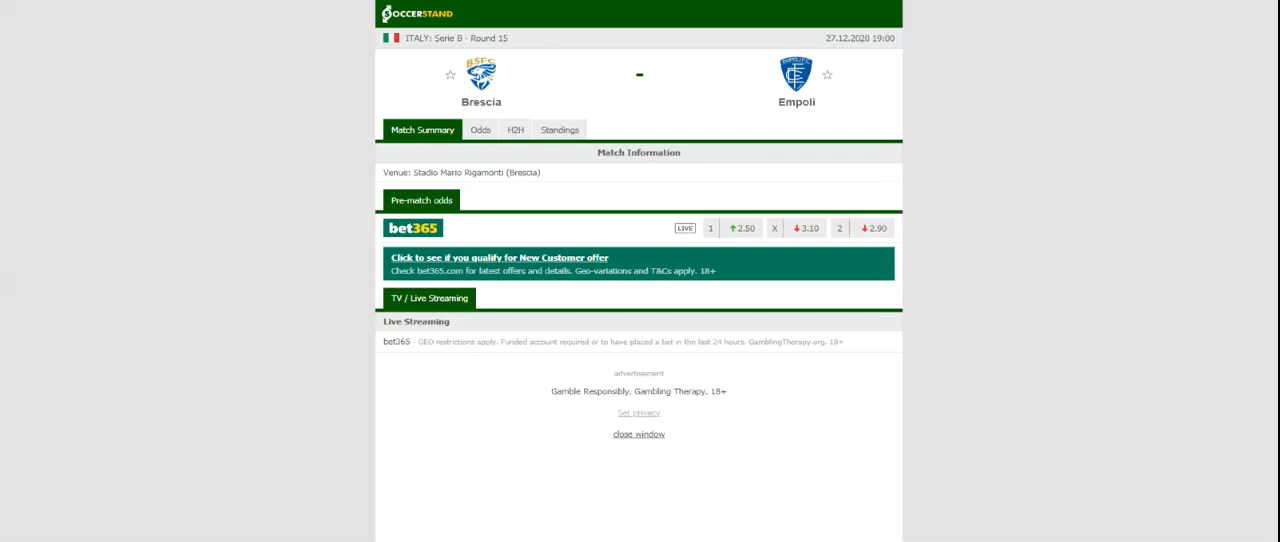 SOCCERSTAND
ITALY: Serie B - Round 15 27.12.2020 19:00
BSFC EMPOLI F.C.
-
Brescia Empoli
Match Summary Odds H2H Standings
Match Information
Venue: Stadio Mario Rigamonti (Brescia)
Pre-match odds
bet365 LIVE 1 2.50 X 3.10 2 2.90
Click to see if you qualify for New Customer offer
Check bet365.com for latest offers and details. Geo-variations and T&Cs apply. 18+
TV / Live Streaming
Live Streaming
bet365 - GEO restrictions apply. Funded account required or to have placed a bet in the last 24 hours. GamblingTherapy.org. 18+
advertisement
Gamble Responsibly. Gambling Therapy. 18+
Set privacy
close window